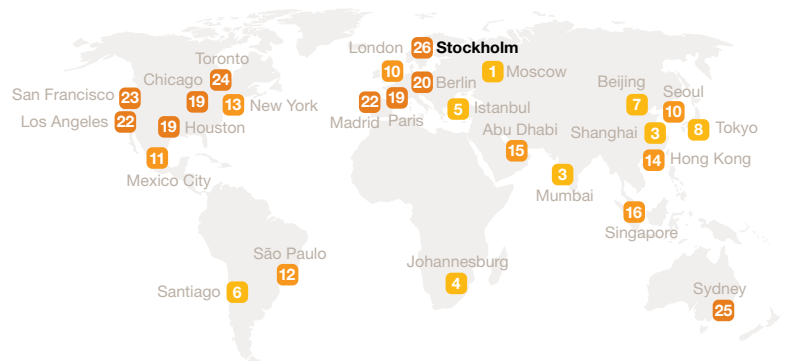 London
26 Stockholm
Toronto
10
1 Moscow
Chicago 24
20 Berlin
Beijing
Seoul
San Francisco 23
19
13 New York
22
19
5 Istanbul
7
10
Los Angeles 22
19 Houston
Madrid
Paris
Abu Dhabi
Shanghai 3
8 Tokyo
11
15
14 Hong Kong
Mexico City
3
Mumbai
16
Singapore
São Paulo
12
Johannesburg
Santiago 6
4
Sydney
25